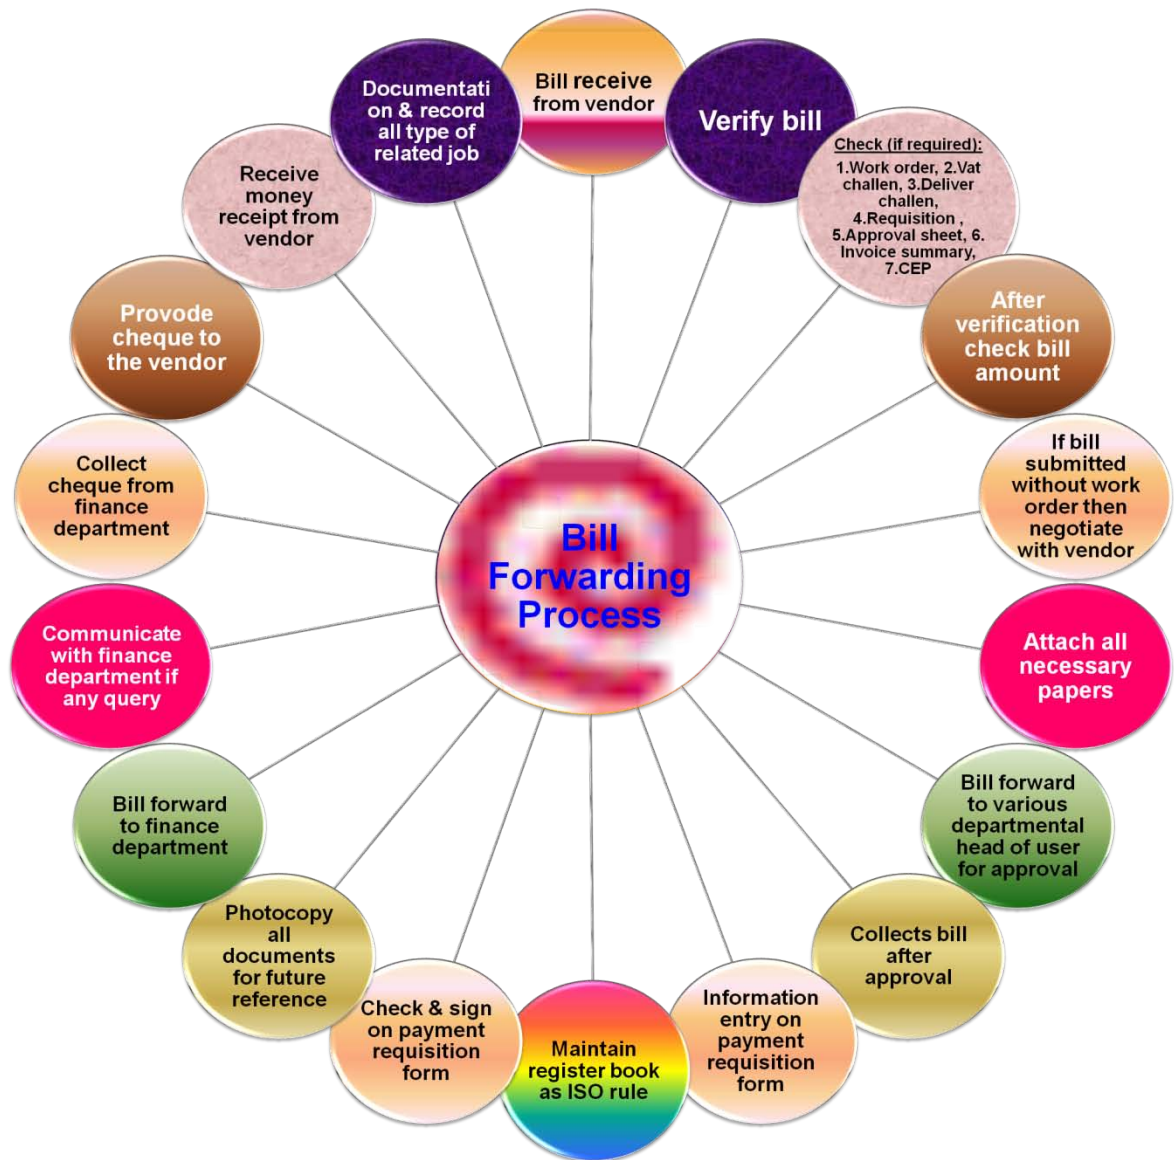 Bill receive
from vendor
Verify bill
Check (if required):
1.Work order, 2.Vat
challen, 3.Deliver
challen,
4.Requisition ,
5.Approval sheet, 6.
Invoice summary,
7.CEP
After
verification
check bill
amount
If bill
submitted
without work
order then
negotiate
with vendor
Attach all
necessary
papers
Bill forward
to various
departmental
head of user
for approval
Collects bill
after
approval
Information
entry on
payment
requisition
form
Maintain
register book
as ISO rule
Check & sign
on payment
requisition
form
Photocopy
all
documents
for future
reference
Bill forward
to finance
department
Communicate
with finance
department if
any query
Collect
cheque from
finance
department
Provode
cheque to
the vendor
Receive
money
receipt from
vendor
Documentati
on & record
all type of
related job
Bill
Forwarding
Process